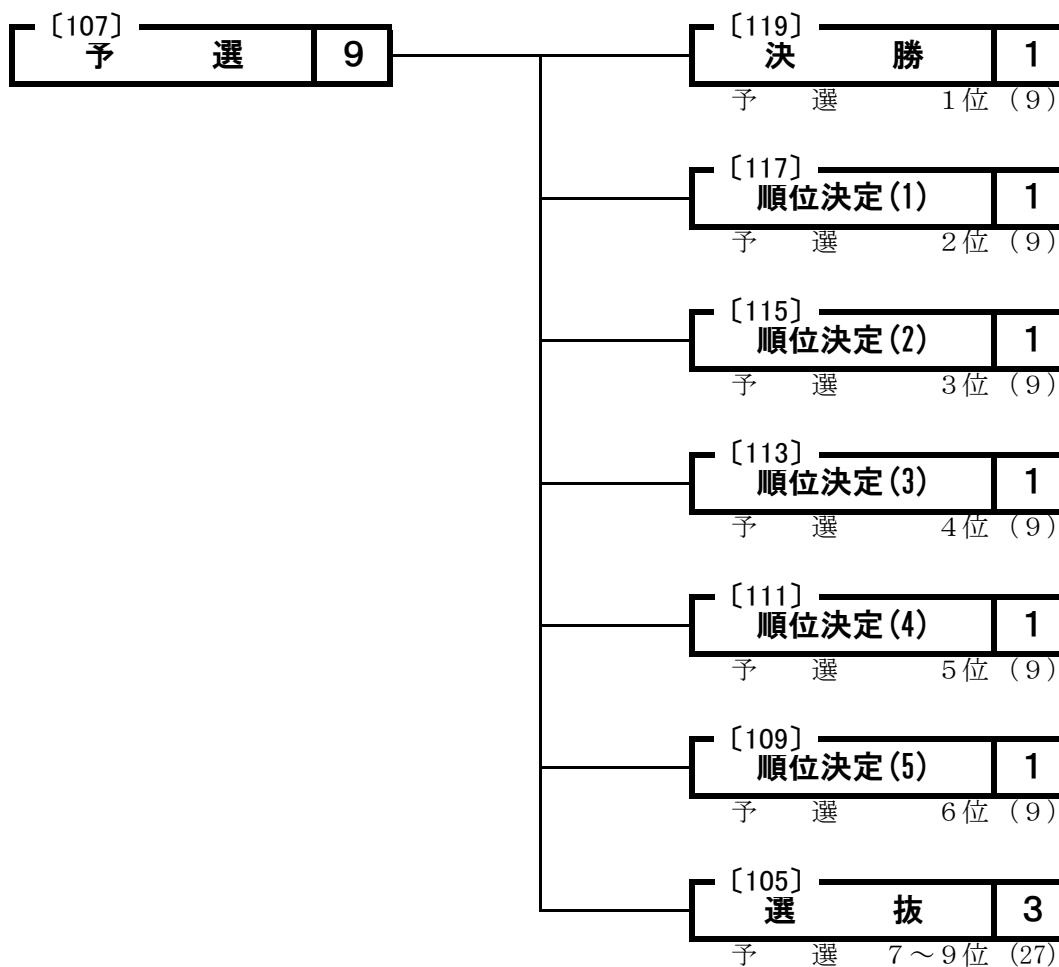 〔107〕
予 選 9
〔119〕
決 勝 1
予 選 1位 (9)
〔117〕
順位決定(1) 1
予 選 2位 (9)
〔115〕
順位決定(2) 1
予 選 3位 (9)
〔113〕
順位決定(3) 1
予 選 4位 (9)
〔111〕
順位決定(4) 1
予 選 5位 (9)
〔109〕
順位決定(5) 1
予 選 6位 (9)
〔105〕
選 抜 3
予 選 7～9位 (27)